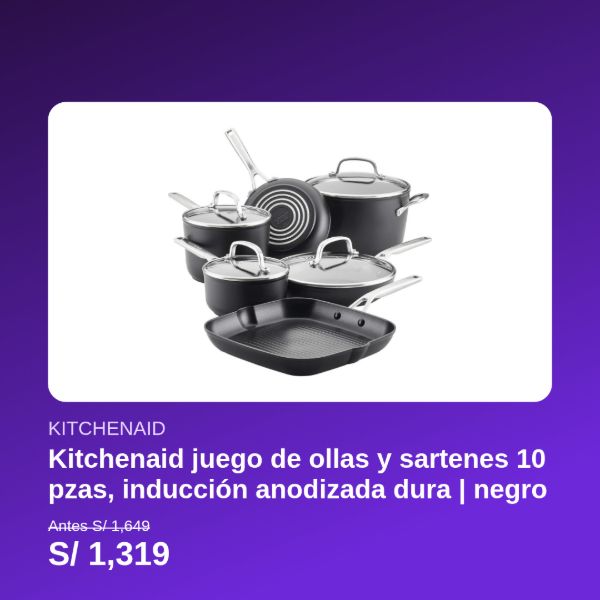 KITCHENAID
Kitchenaid juego de ollas y sartenes 10
pzas, inducción anodizada dura | negro
Antes S/ 1,649
S/ 1,319